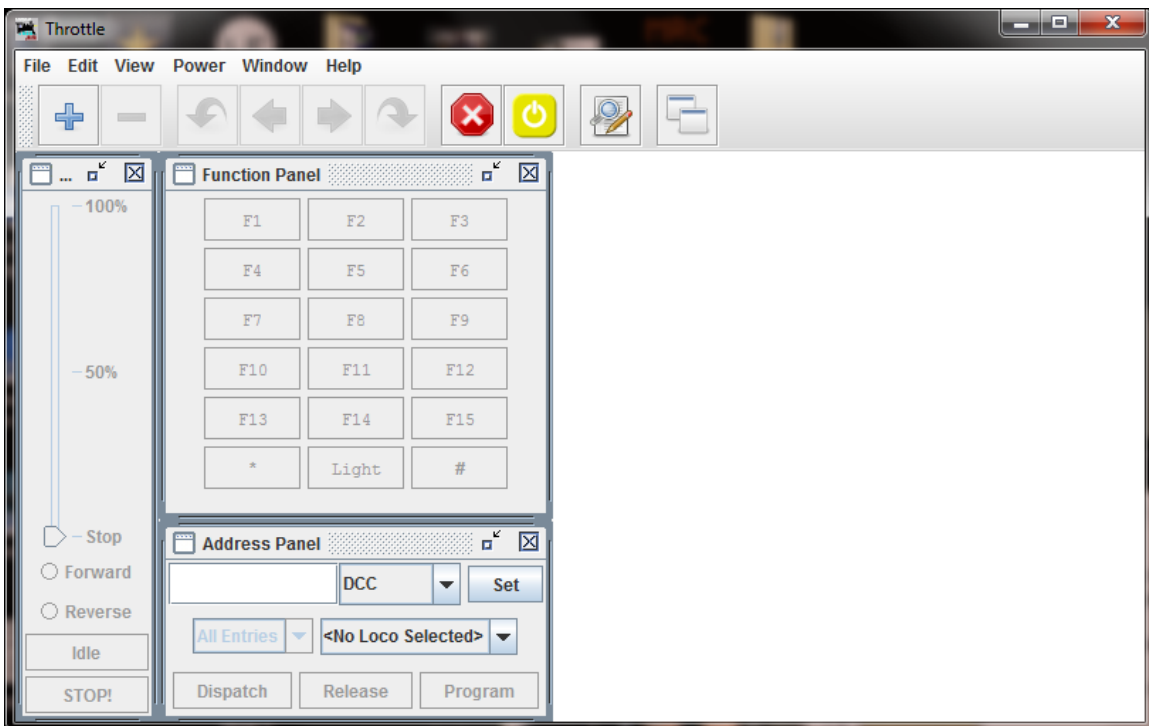 Throttle
File Edit View Power Window Help
...
Function Panel
100%
50%
Stop
Forward
Reverse
Idle
STOP!
F1 F2 F3
F4 F5 F6
F7 F8 F9
F10 F11 F12
F13 F14 F15
* Light #
Address Panel
DCC Set
All Entries <No Loco Selected>
Dispatch Release Program